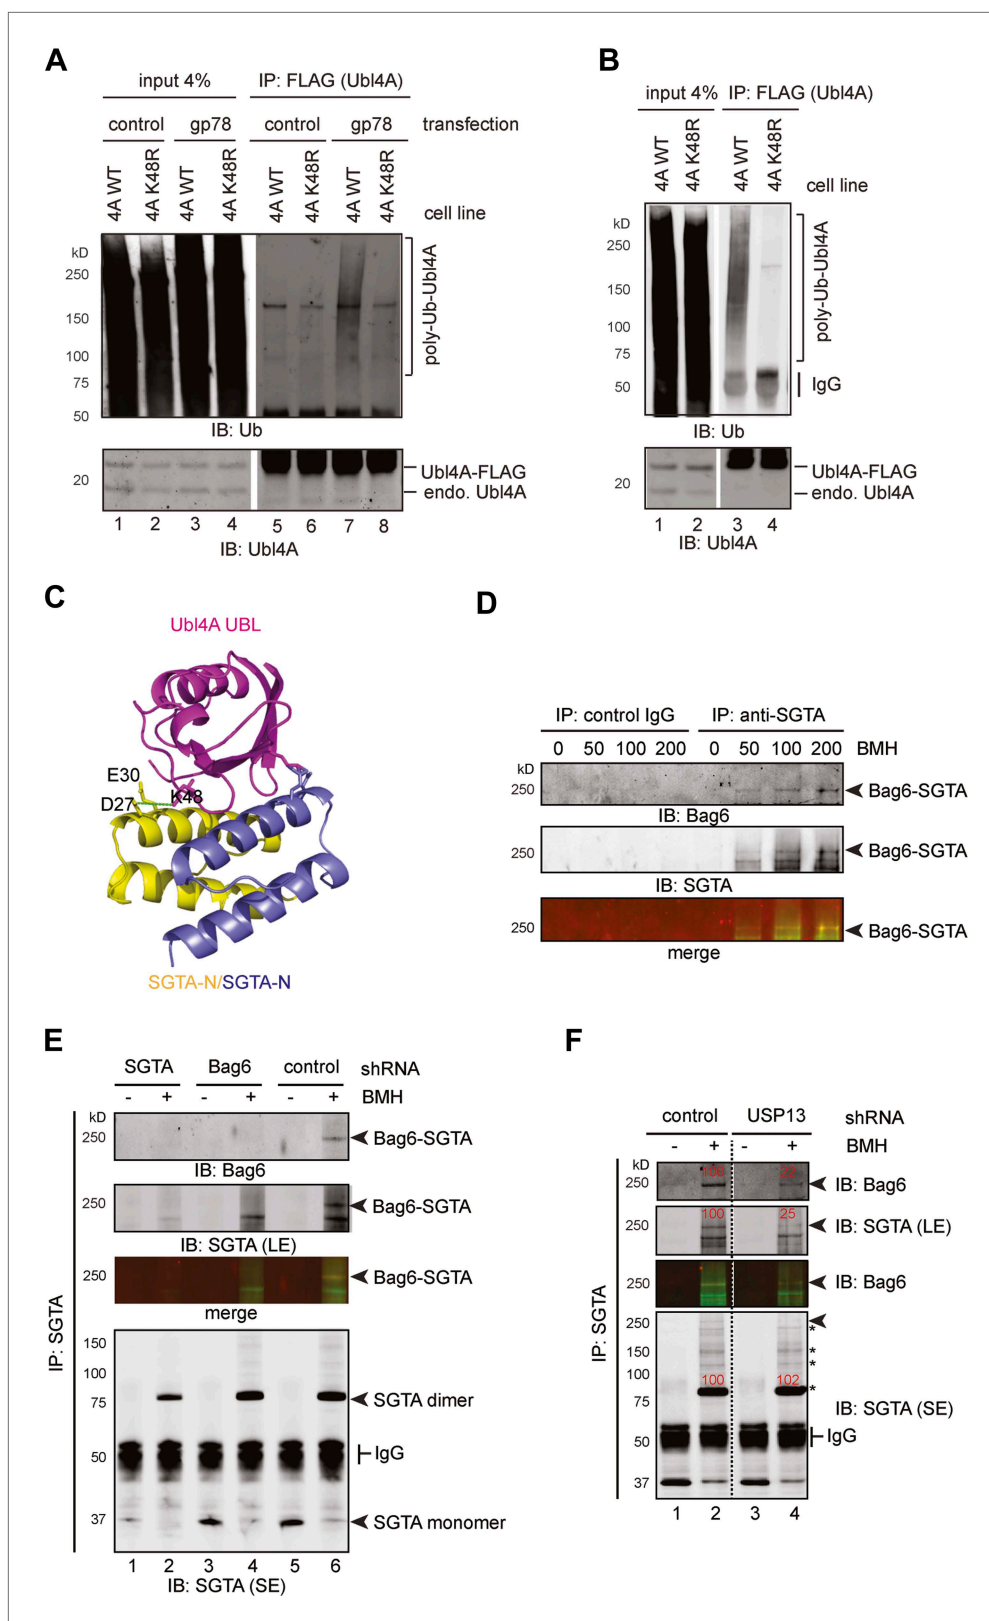 A
input 4%
IP: FLAG (Ubl4A)
control
gp78
control
gp78
transfection
4A WT
4A K48R
4A WT
4A K48R
4A WT
4A K48R
4A WT
4A K48R
cell line
kD
250
150
100
75
50
poly-Ub-Ubl4A
IB: Ub
20
Ubl4A-FLAG
endo. Ubl4A
1 2 3 4 5 6 7 8
IB: Ubl4A
B
input 4%
IP: FLAG (Ubl4A)
4A WT
4A K48R
4A WT
4A K48R
cell line
kD
250
150
100
75
50
poly-Ub-Ubl4A
IgG
IB: Ub
20
Ubl4A-FLAG
endo. Ubl4A
1 2 3 4
IB: Ubl4A
C
Ubl4A UBL
E30
D27
K48
SGTA-N/SGTA-N
D
IP: control IgG
IP: anti-SGTA
0 50 100 200 0 50 100 200 BMH
kD
250
Bag6-SGTA
IB: Bag6
250
Bag6-SGTA
IB: SGTA
250
Bag6-SGTA
merge
E
SGTA Bag6 control shRNA
- + - + - + BMH
IP: SGTA
kD
250
Bag6-SGTA
IB: Bag6
250
Bag6-SGTA
IB: SGTA (LE)
250
Bag6-SGTA
merge
150
100
75
SGTA dimer
50
IgG
37
SGTA monomer
1 2 3 4 5 6
IB: SGTA (SE)
F
control USP13 shRNA
- + - + BMH
IP: SGTA
kD
100 22
250
IB: Bag6
100 25
250
IB: SGTA (LE)
250
IB: Bag6
250
*
150
*
*
100
100 102
*
75
IB: SGTA (SE)
50
IgG
37
1 2 3 4